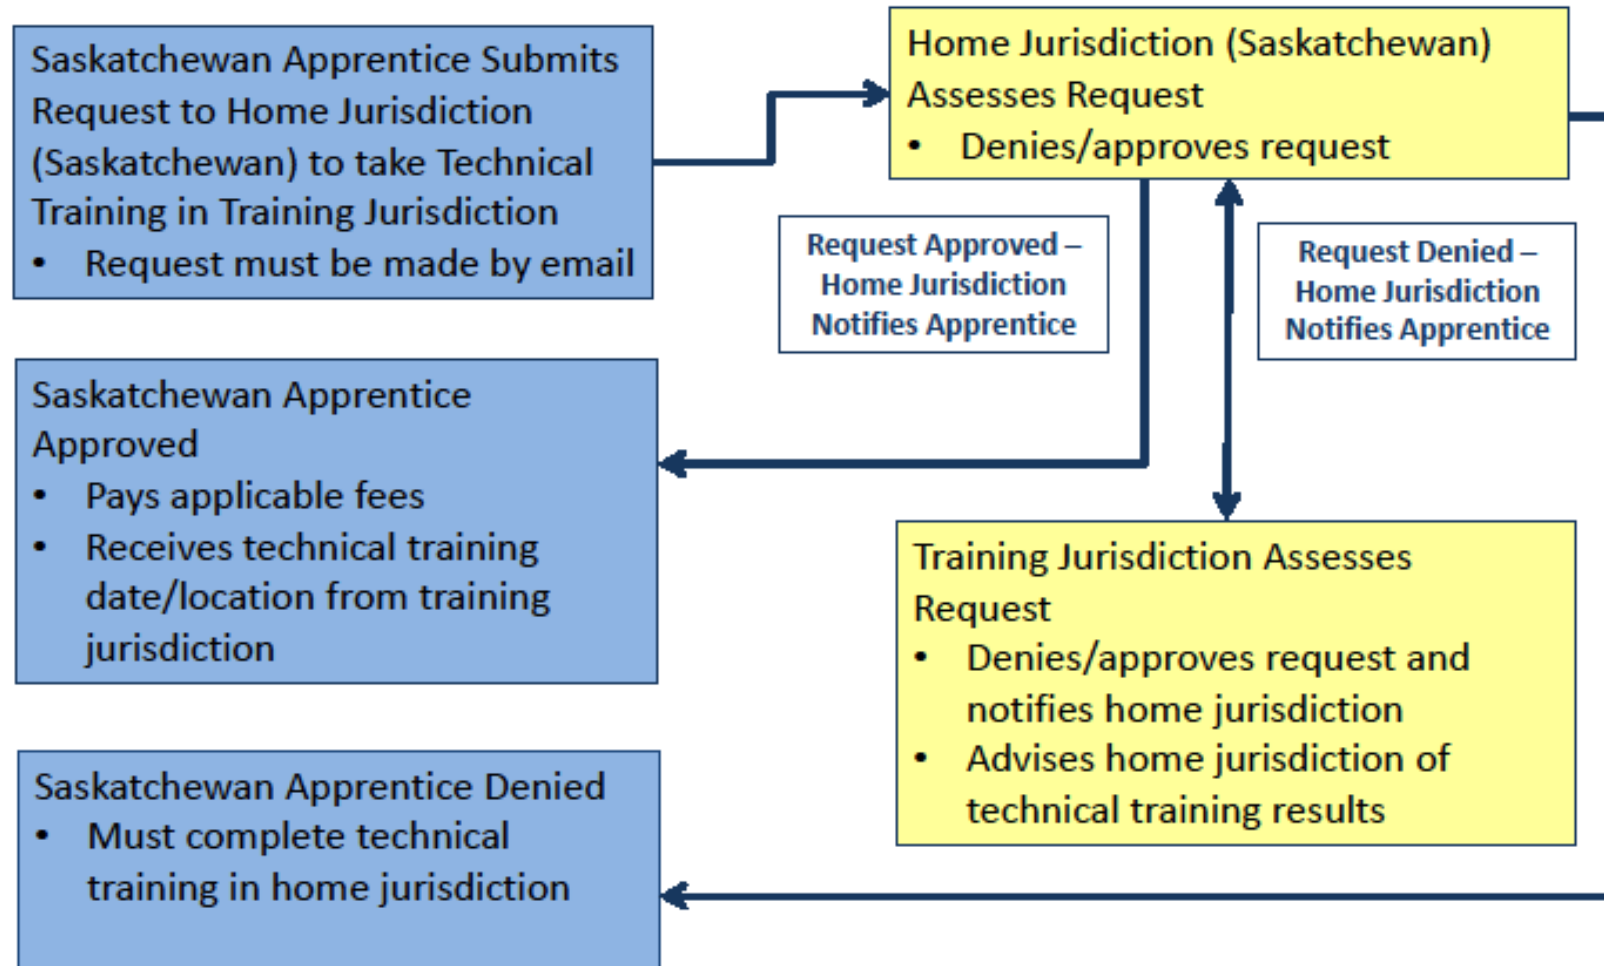 Saskatchewan Apprentice Submits
Request to Home Jurisdiction
(Saskatchewan) to take Technical
Training in Training Jurisdiction
• Request must be made by email
Home Jurisdiction (Saskatchewan)
Assesses Request
• Denies/approves request
Request Approved –
Home Jurisdiction
Notifies Apprentice
Request Denied –
Home Jurisdiction
Notifies Apprentice
Saskatchewan Apprentice
Approved
• Pays applicable fees
• Receives technical training
date/location from training
jurisdiction
Training Jurisdiction Assesses
Request
• Denies/approves request and
notifies home jurisdiction
• Advises home jurisdiction of
technical training results
Saskatchewan Apprentice Denied
• Must complete technical
training in home jurisdiction